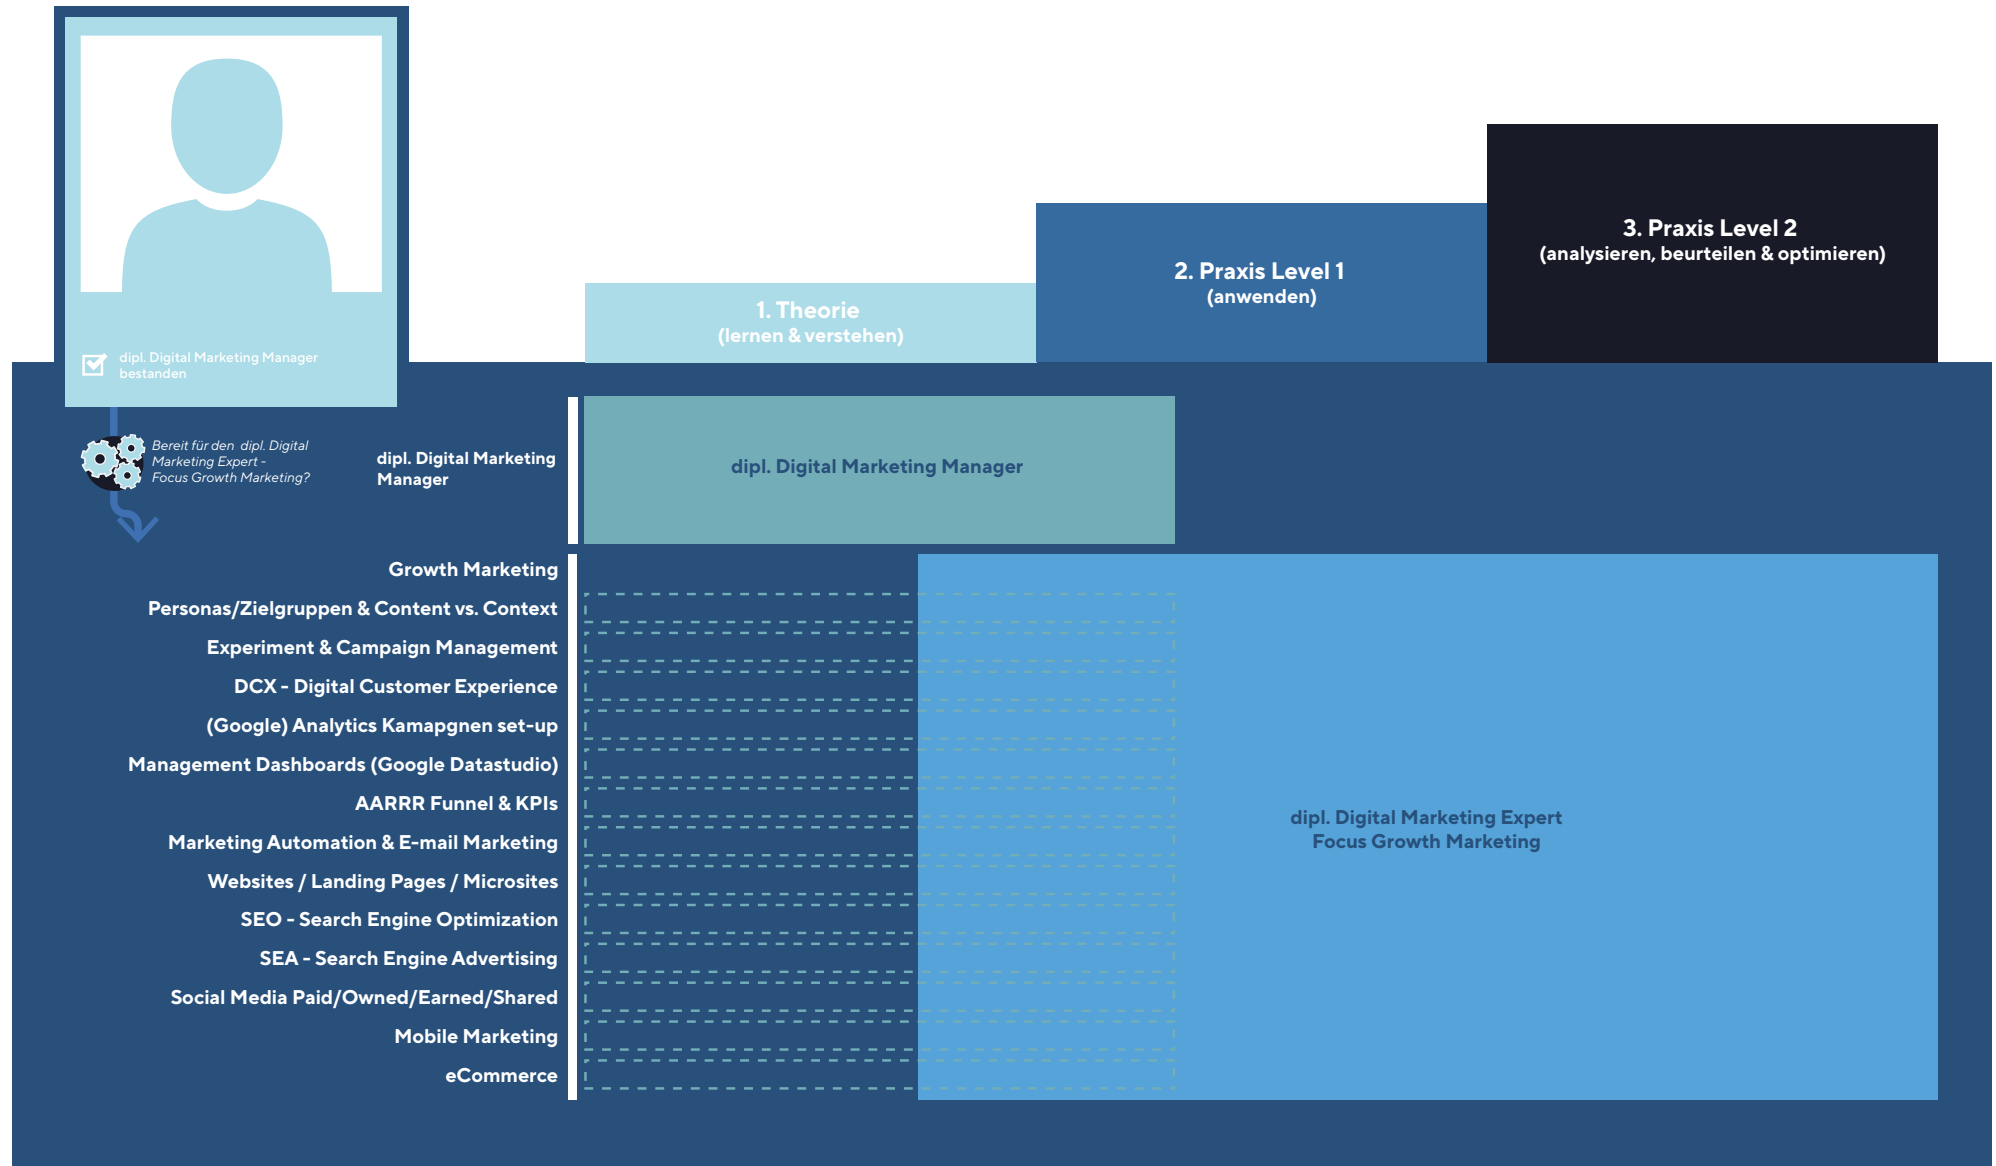 3. Praxis Level 2
(analysieren, beurteilen & optimieren)
2. Praxis Level 1
(anwenden)
1. Theorie
(lernen & verstehen)
dipl. Digital Marketing Manager
bestanden
Bereit für den dipl. Digital
Marketing Expert -
Focus Growth Marketing?
dipl. Digital Marketing
Manager
dipl. Digital Marketing Manager
Growth Marketing
Personas/Zielgruppen & Content vs. Context
Experiment & Campaign Management
DCX - Digital Customer Experience
(Google) Analytics Kamapgnen set-up
Management Dashboards (Google Datastudio)
AARRR Funnel & KPIs
Marketing Automation & E-mail Marketing
Websites / Landing Pages / Microsites
SEO - Search Engine Optimization
SEA - Search Engine Advertising
Social Media Paid/Owned/Earned/Shared
Mobile Marketing
eCommerce
dipl. Digital Marketing Expert
Focus Growth Marketing